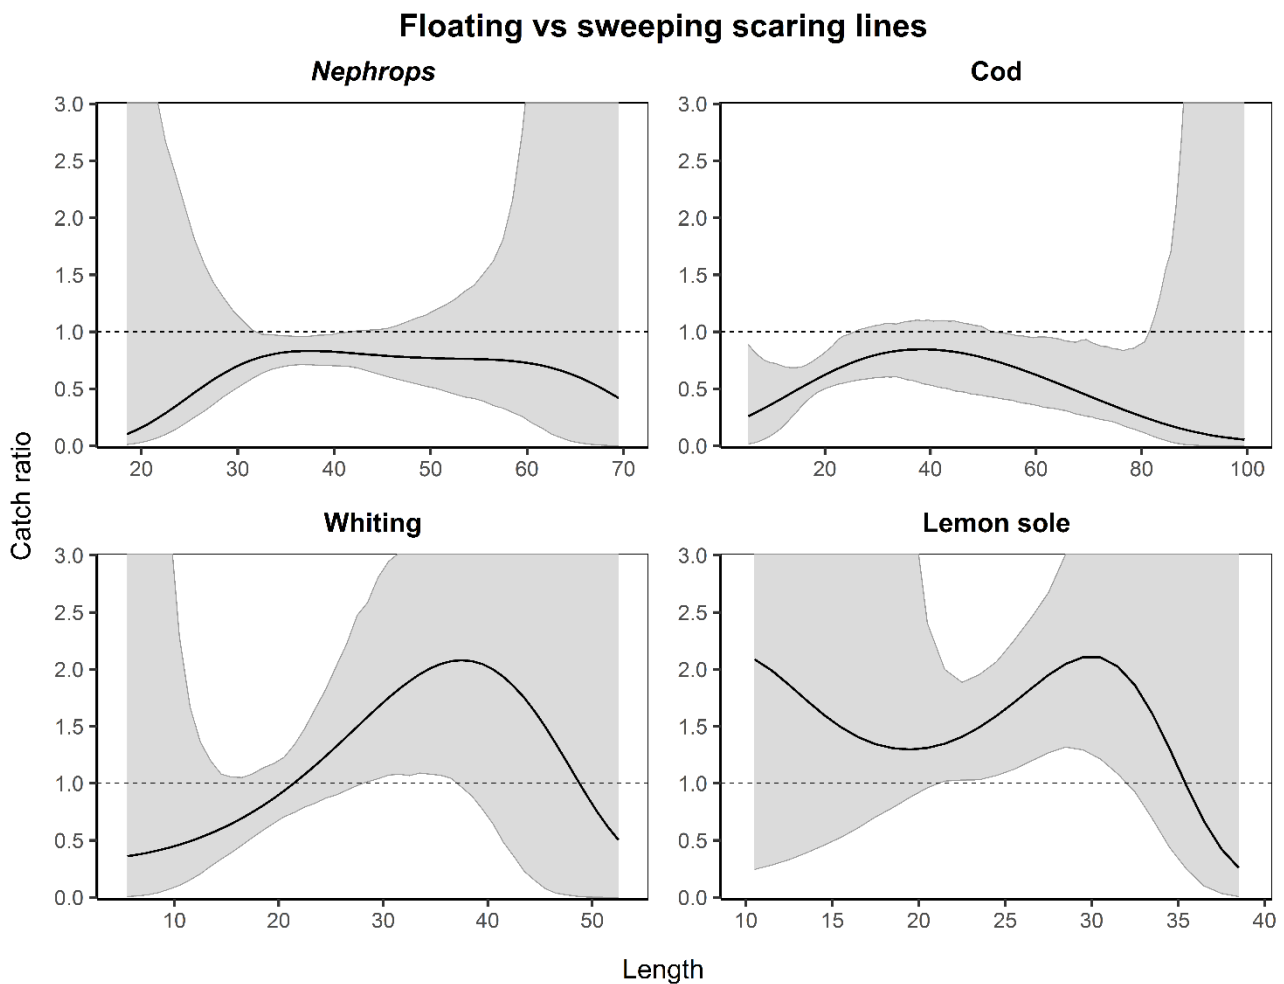 Floating vs sweeping scaring lines
Nephrops
Cod
3.0
2.5
2.0
1.5
1.0
0.5
0.0
20 30 40 50 60 70
3.0
2.5
2.0
1.5
1.0
0.5
0.0
20 40 60 80 100
Catch ratio
Whiting
Lemon sole
3.0
2.5
2.0
1.5
1.0
0.5
0.0
10 20 30 40 50
3.0
2.5
2.0
1.5
1.0
0.5
0.0
10 15 20 25 30 35 40
Length